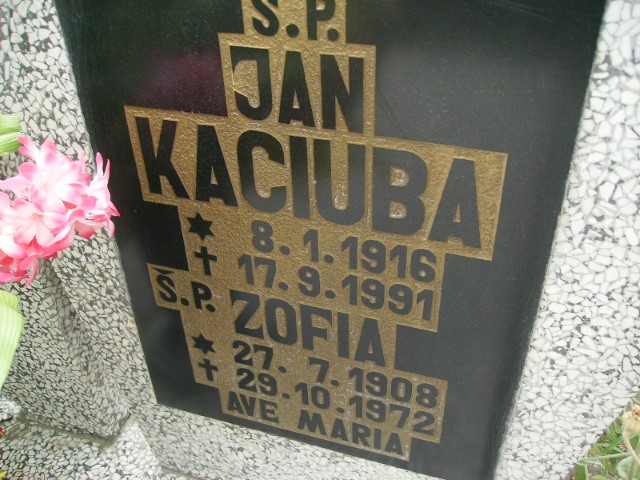 Ś.P.
JAN
KACIUBA
✶ 8.1.1916
✝ 17.9.1991
Ś.P. ZOFIA
✶ 27.7.1908
✝ 29.10.1972
AVE MARIA